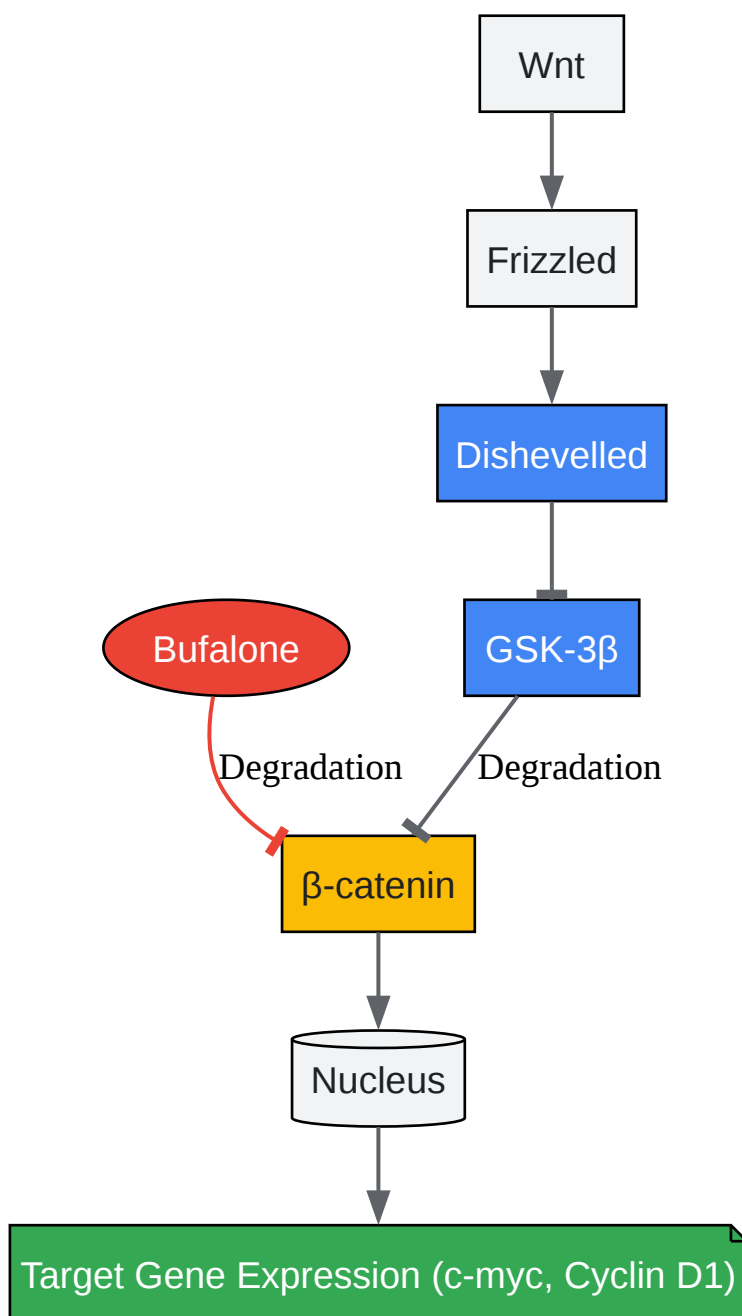 Wnt
Frizzled
Dishevelled
Bufalone
GSK-3β
Degradation
Degradation
β-catenin
Nucleus
Target Gene Expression (c-myc, Cyclin D1)